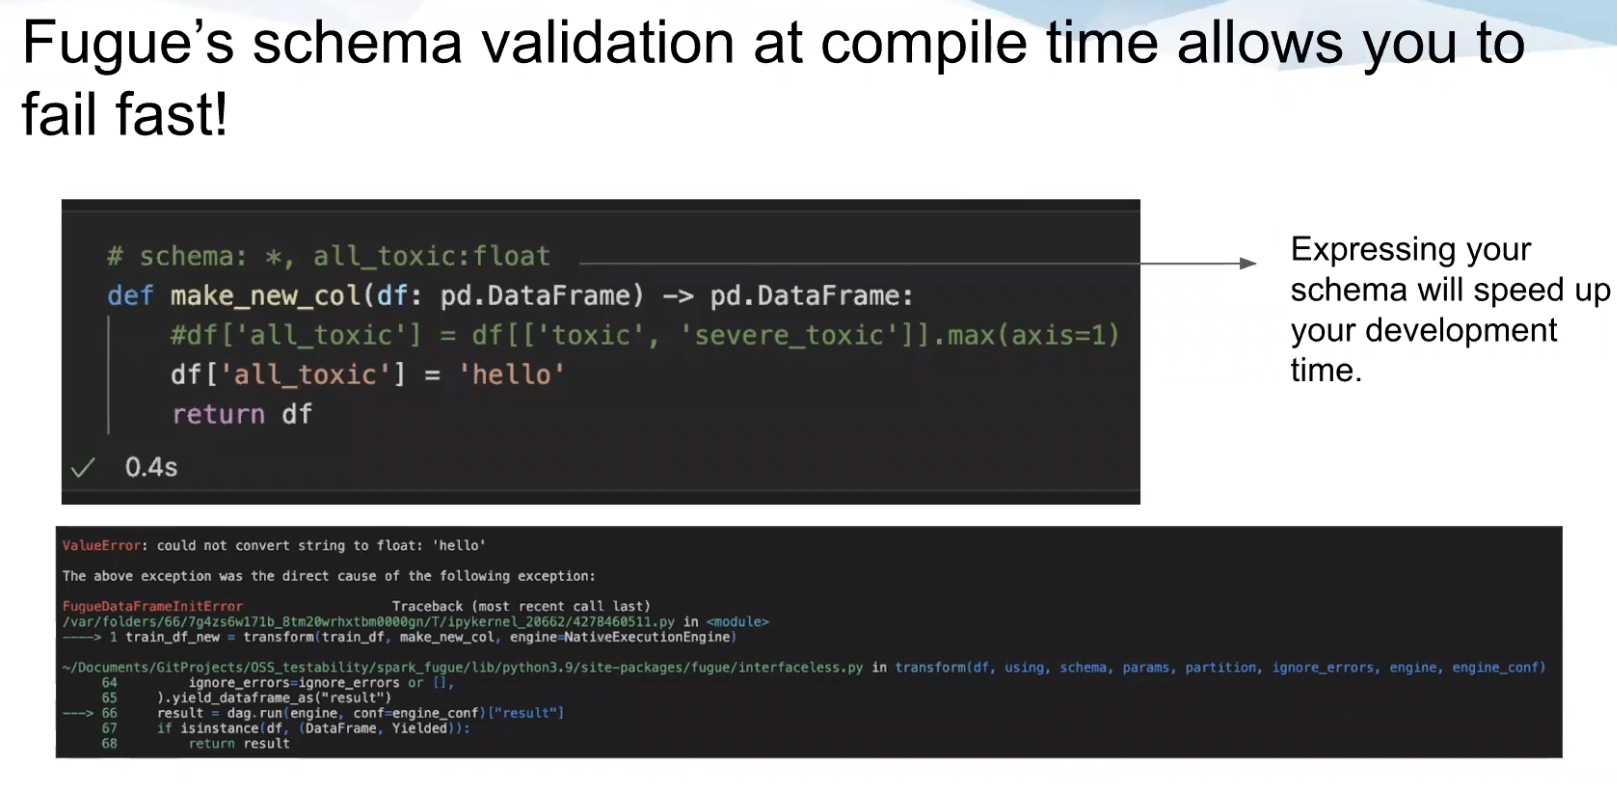 Fugue’s schema validation at compile time allows you to
fail fast!
# schema: *, all_toxic:float
def make_new_col(df: pd.DataFrame) -> pd.DataFrame:
#df['all_toxic'] = df[['toxic', 'severe_toxic']].max(axis=1)
df['all_toxic'] = 'hello'
return df
✓ 0.4s
Expressing your
schema will speed up
your development
time.
ValueError: could not convert string to float: 'hello'
The above exception was the direct cause of the following exception:
FugueDataFrameInitError Traceback (most recent call last)
/var/folders/66/7g4zs6w171b_8tm20wrhxtbm0000gn/T/ipykernel_20662/4278460511.py in <module>
----> 1 train_df_new = transform(train_df, make_new_col, engine=NativeExecutionEngine)
~/Documents/GitProjects/OSS_testability/spark_fugue/lib/python3.9/site-packages/fugue/interfaceless.py in transform(df, using, schema, params, partition, ignore_errors, engine, engine_conf)
64 ignore_errors=ignore_errors or [],
65 ).yield_dataframe_as("result")
---> 66 result = dag.run(engine, conf=engine_conf)["result"]
67 if isinstance(df, (DataFrame, Yielded)):
68 return result